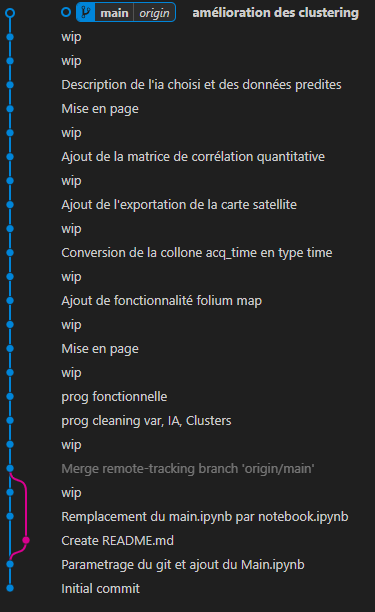 main origin amélioration des clustering
wip
wip
Description de l'ia choisi et des données predites
Mise en page
wip
Ajout de la matrice de corrélation quantitative
wip
Ajout de l'exportation de la carte satellite
wip
Conversion de la collone acq_time en type time
wip
Ajout de fonctionnalité folium map
wip
Mise en page
wip
prog fonctionnelle
prog cleaning var, IA, Clusters
wip
Merge remote-tracking branch 'origin/main'
wip
Remplacement du main.ipynb par notebook.ipynb
Create README.md
Parametrage du git et ajout du Main.ipynb
Initial commit